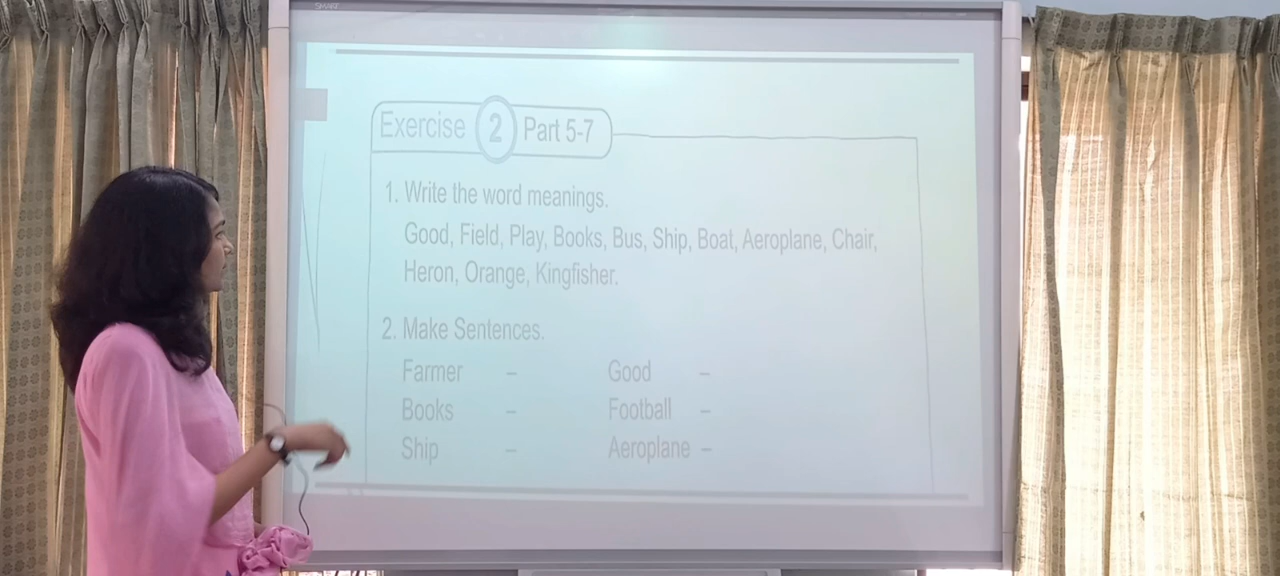 Exercise 2 Part 5-7
1. Write the word meanings.
Good, Field, Play, Books, Bus, Ship, Boat, Aeroplane, Chair,
Heron, Orange, Kingfisher.
2. Make Sentences.
Farmer – Good –
Books – Football –
Ship – Aeroplane –